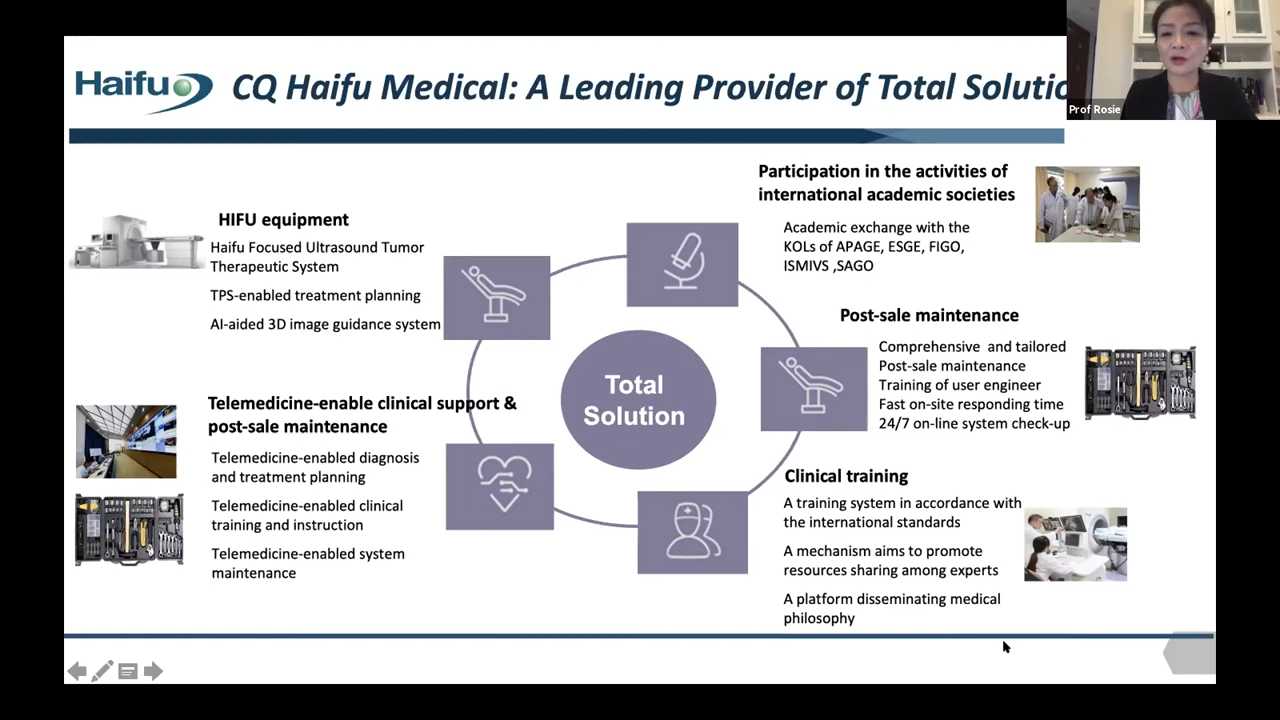 Haifu
CQ Haifu Medical: A Leading Provider of Total Solutio
Prof Rosie
HIFU equipment
Haifu Focused Ultrasound Tumor
Therapeutic System
TPS-enabled treatment planning
AI-aided 3D image guidance system
Participation in the activities of
international academic societies
Academic exchange with the
KOLs of APAGE, ESGE, FIGO,
ISMIVS ,SAGO
Post-sale maintenance
Comprehensive and tailored
Post-sale maintenance
Training of user engineer
Fast on-site responding time
24/7 on-line system check-up
Total
Solution
Telemedicine-enable clinical support &
post-sale maintenance
Telemedicine-enabled diagnosis
and treatment planning
Telemedicine-enabled clinical
training and instruction
Telemedicine-enabled system
maintenance
Clinical training
A training system in accordance with
the international standards
A mechanism aims to promote
resources sharing among experts
A platform disseminating medical
philosophy